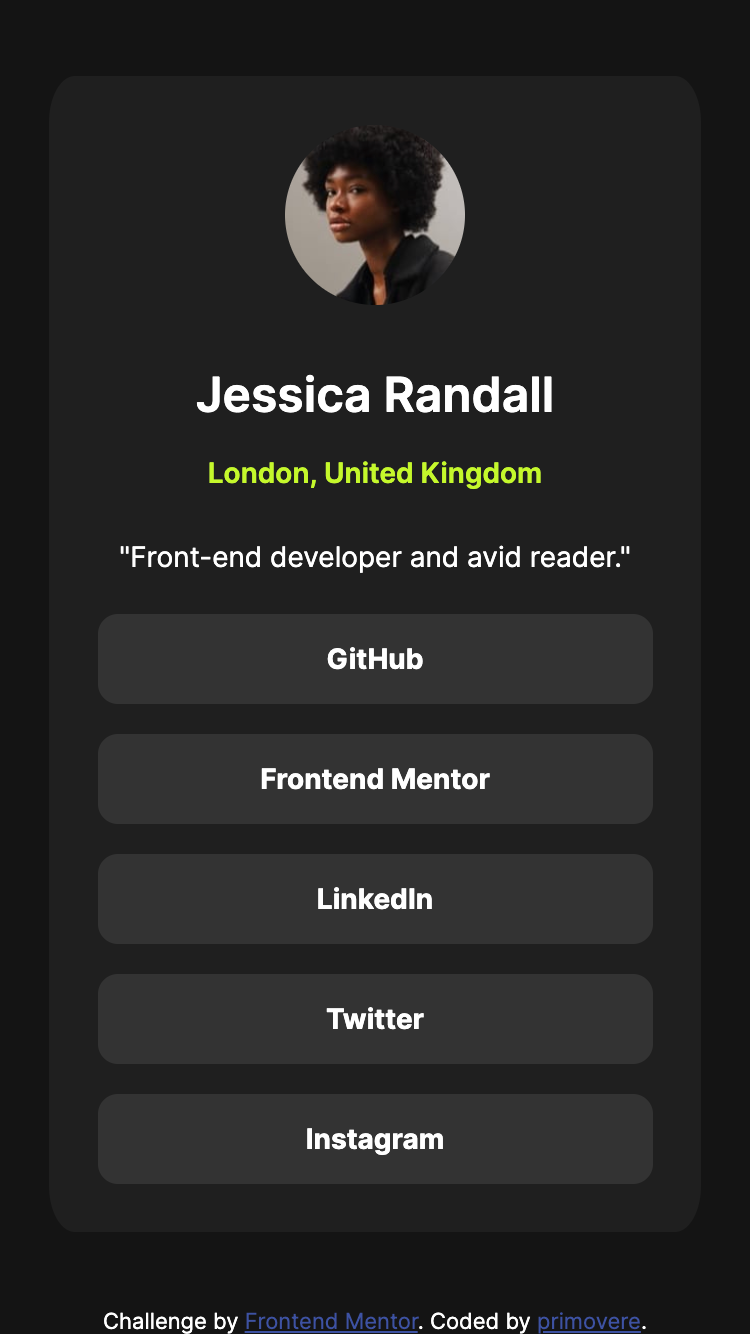 Jessica Randall
London, United Kingdom
"Front-end developer and avid reader."
GitHub
Frontend Mentor
LinkedIn
Twitter
Instagram
Challenge by Frontend Mentor. Coded by primovere.